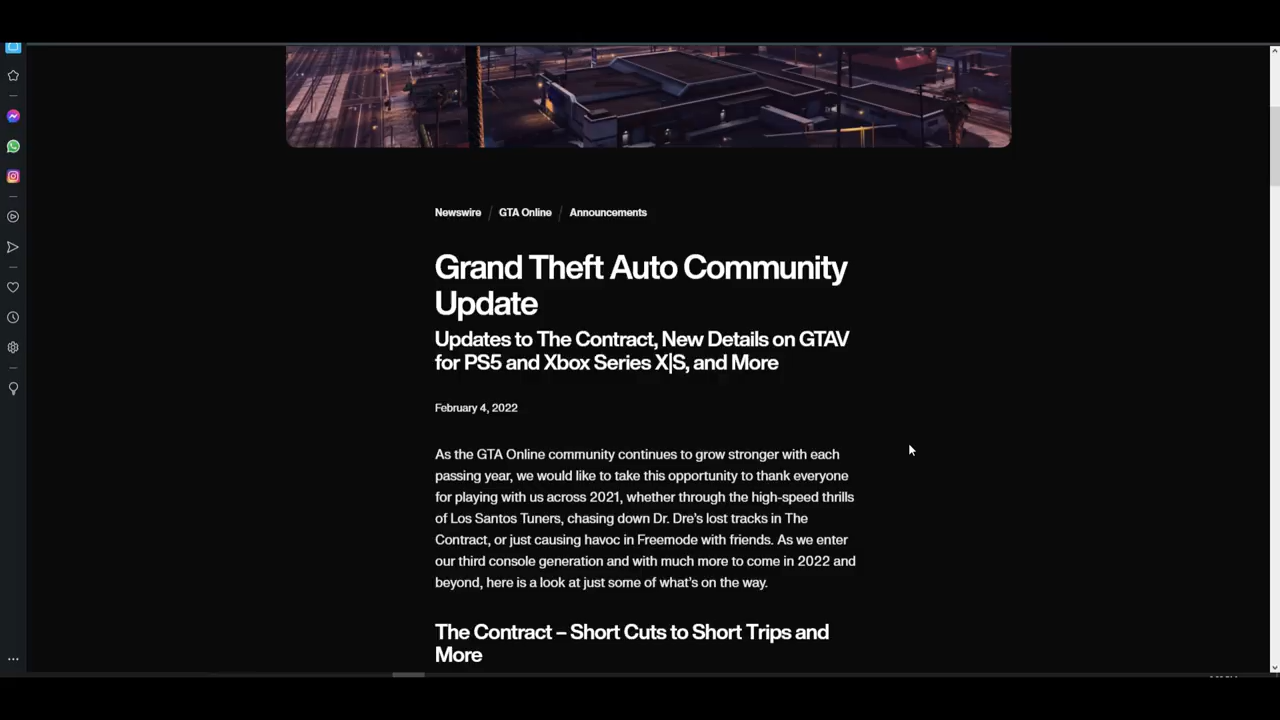 Newswire / GTA Online / Announcements
Grand Theft Auto Community
Update
Updates to The Contract, New Details on GTAV
for PS5 and Xbox Series X|S, and More
February 4, 2022
As the GTA Online community continues to grow stronger with each
passing year, we would like to take this opportunity to thank everyone
for playing with us across 2021, whether through the high-speed thrills
of Los Santos Tuners, chasing down Dr. Dre’s lost tracks in The
Contract, or just causing havoc in Freemode with friends. As we enter
our third console generation and with much more to come in 2022 and
beyond, here is a look at just some of what’s on the way.
The Contract – Short Cuts to Short Trips and
More